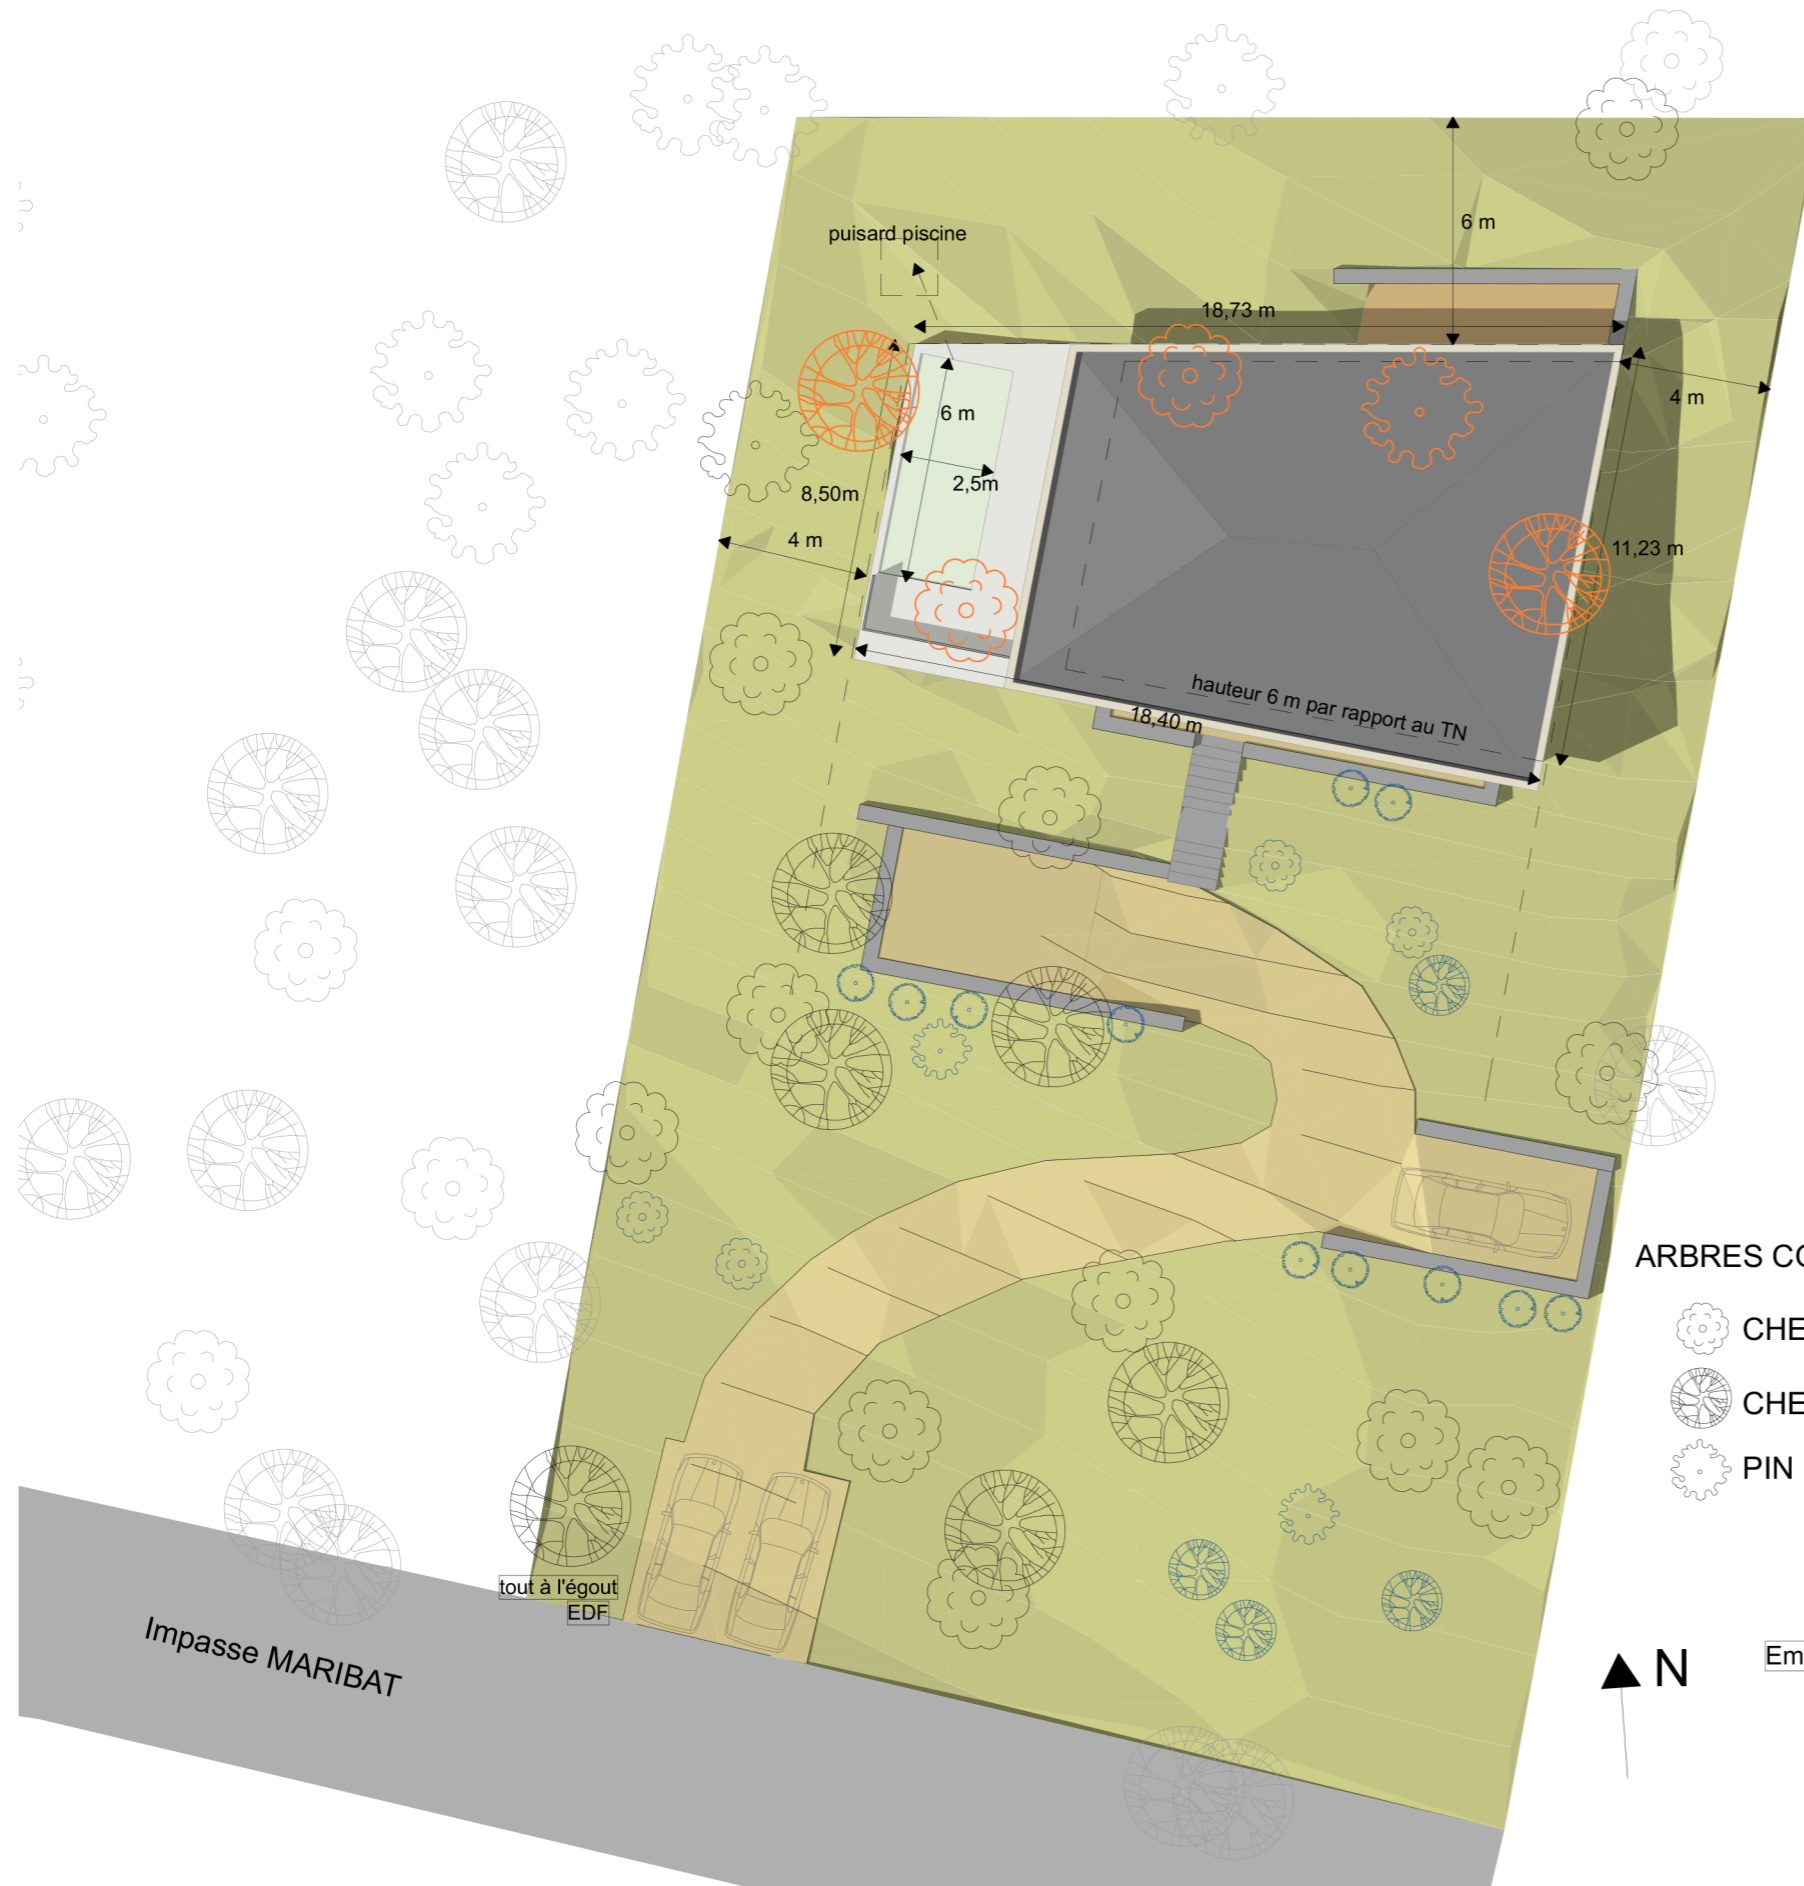 puisard piscine
6 m
18,73 m
4 m
6 m
2,5m
8,50m
4 m
11,23 m
hauteur 6 m par rapport au TN
18,40 m
ARBRES CO
CHE
CHE
PIN
tout à l'égout
EDF
Impasse MARIBAT
N
Em